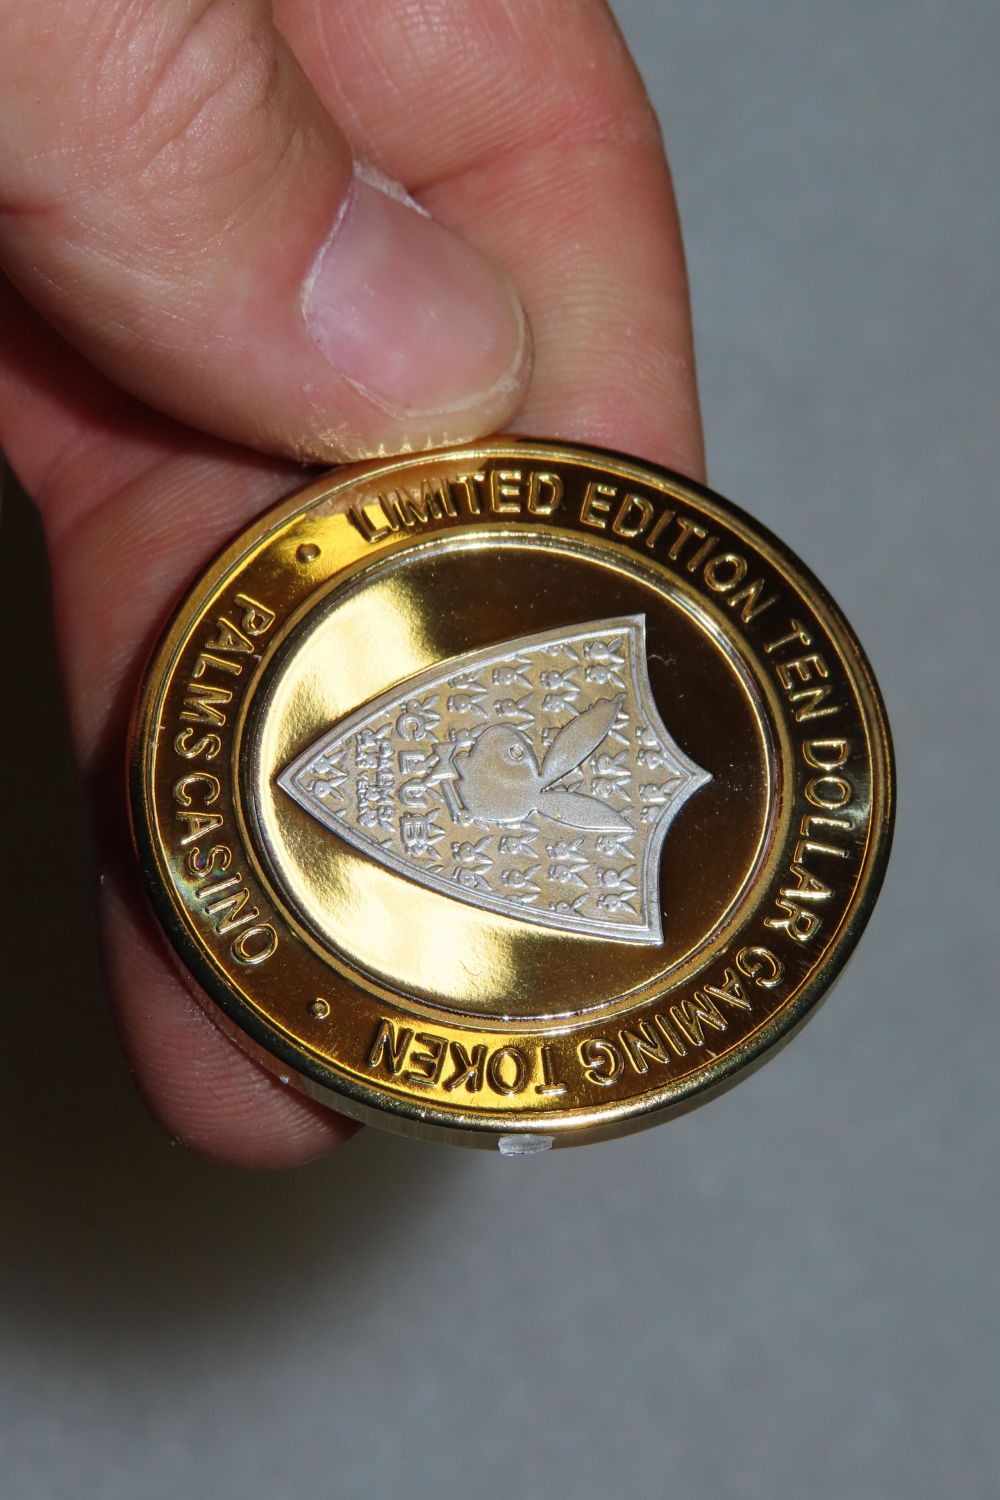 LIMITED EDITION TEN DOLLAR GAMING TOKEN
PALMS CASINO
CLUB